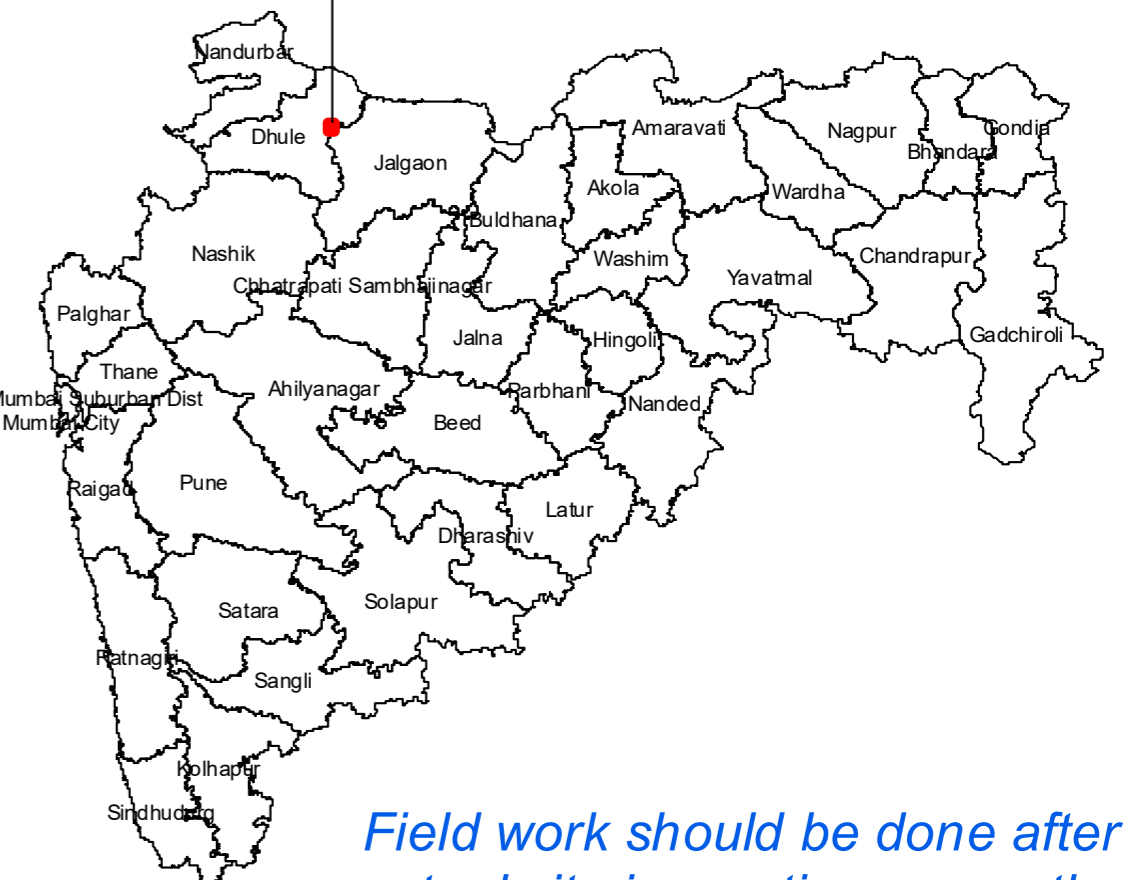 Nandurbar
Dhule
Jalgaon
Amaravati
Nagpur
Gondia
Bhandara
Akola
Wardha
Buldhana
Nashik
Washim
Chandrapur
Yavatmal
Chhatrapati Sambhajinagar
Palghar
Jalna
Hingoli
Gadchiroli
Thane
Ahilyanagar
Parbhani
Mumbai Suburban Dist
Nanded
Mumbai City
Beed
Raigad
Pune
Latur
Dharashiv
Satara
Solapur
Ratnagiri
Sangli
Kolhapur
Sindhudurg
Field work should be done after